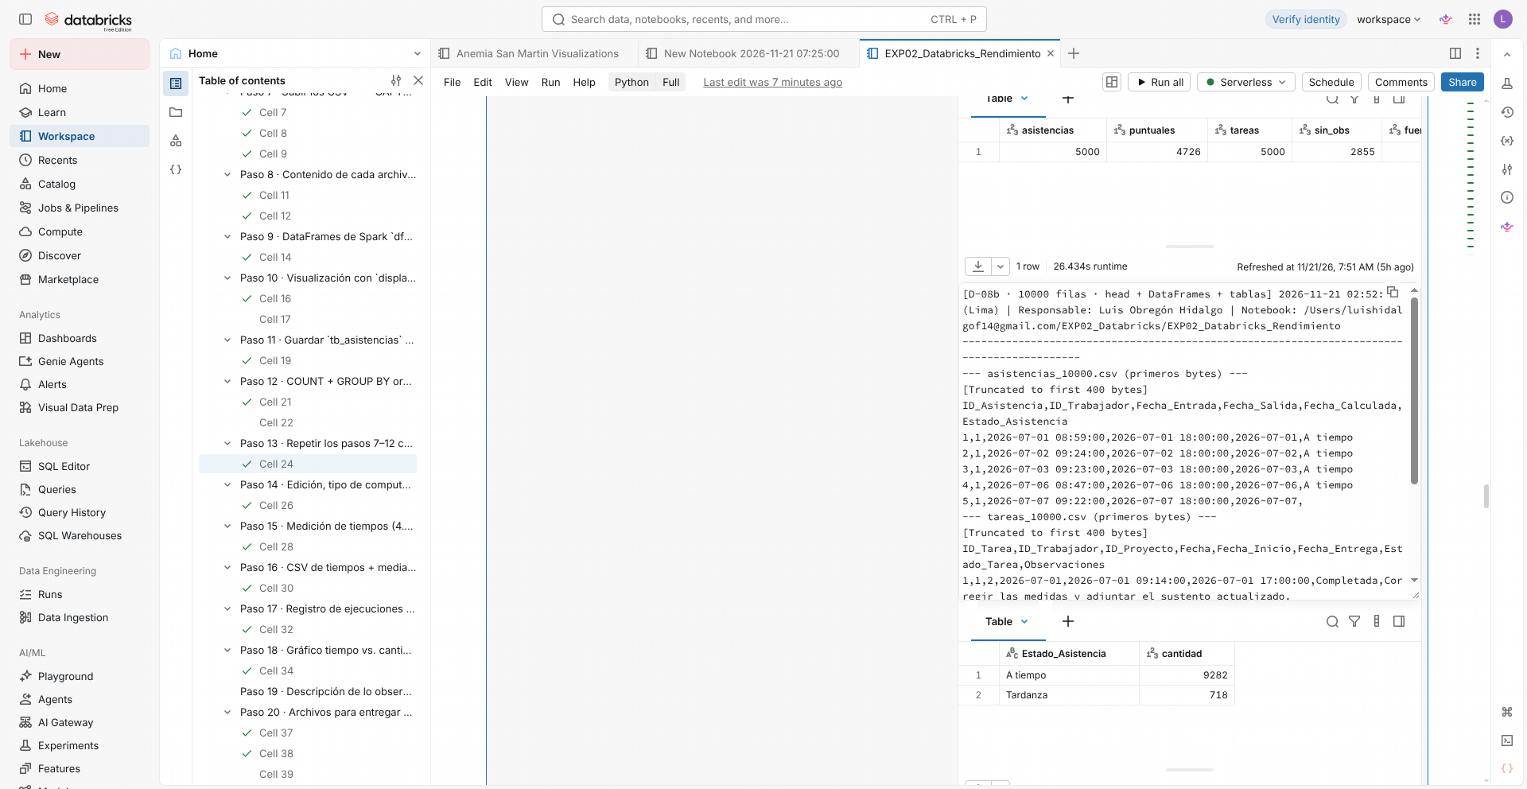 databricks
Free Edition
Search data, notebooks, recents, and more...
CTRL + P
Verify identity
workspace
L
New
Home
Learn
Workspace
Recents
Catalog
Jobs & Pipelines
Compute
Discover
Marketplace
Analytics
Dashboards
Genie Agents
Alerts
Visual Data Prep
Lakehouse
SQL Editor
Queries
Query History
SQL Warehouses
Data Engineering
Runs
Data Ingestion
AI/ML
Playground
Agents
AI Gateway
Experiments
Features
Home
Table of contents
Cell 7
Cell 8
Cell 9
Paso 8 · Contenido de cada archiv...
Cell 11
Cell 12
Paso 9 · DataFrames de Spark `df...
Cell 14
Paso 10 · Visualización con `displa...
Cell 16
Cell 17
Paso 11 · Guardar `tb_asistencias` ...
Cell 19
Paso 12 · COUNT + GROUP BY or...
Cell 21
Cell 22
Paso 13 · Repetir los pasos 7–12 c...
Cell 24
Paso 14 · Edición, tipo de comput...
Cell 26
Paso 15 · Medición de tiempos (4....
Cell 28
Paso 16 · CSV de tiempos + media...
Cell 30
Paso 17 · Registro de ejecuciones ...
Cell 32
Paso 18 · Gráfico tiempo vs. canti...
Cell 34
Paso 19 · Descripción de lo obser...
Paso 20 · Archivos para entregar ...
Cell 37
Cell 38
Cell 39
Anemia San Martin Visualizations
New Notebook 2026-11-21 07:25:00
EXP02_Databricks_Rendimiento
File Edit View Run Help Python Full Last edit was 7 minutes ago
Run all
Serverless
Schedule
Comments
Share
Table
asistencias puntuales tareas sin_obs fuer
1 5000 4726 5000 2855
1 row 26.434s runtime
Refreshed at 11/21/26, 7:51 AM (5h ago)
[D-08b · 10000 filas · head + DataFrames + tablas] 2026-11-21 02:52:
(Lima) | Responsable: Luis Obregón Hidalgo | Notebook: /Users/luishidal
gof14@gmail.com/EXP02_Databricks/EXP02_Databricks_Rendimiento
----------------------------------------------------------------------
-------------------
--- asistencias_10000.csv (primeros bytes) ---
[Truncated to first 400 bytes]
ID_Asistencia,ID_Trabajador,Fecha_Entrada,Fecha_Salida,Fecha_Calculada,
Estado_Asistencia
1,1,2026-07-01 08:59:00,2026-07-01 18:00:00,2026-07-01,A tiempo
2,1,2026-07-02 09:24:00,2026-07-02 18:00:00,2026-07-02,A tiempo
3,1,2026-07-03 09:23:00,2026-07-03 18:00:00,2026-07-03,A tiempo
4,1,2026-07-06 08:47:00,2026-07-06 18:00:00,2026-07-06,A tiempo
5,1,2026-07-07 09:22:00,2026-07-07 18:00:00,2026-07-07,
--- tareas_10000.csv (primeros bytes) ---
[Truncated to first 400 bytes]
ID_Tarea,ID_Trabajador,ID_Proyecto,Fecha,Fecha_Inicio,Fecha_Entrega,Est
ado_Tarea,Observaciones
1,1,2,2026-07-01,2026-07-01 09:14:00,2026-07-01 17:00:00,Completada,Cor
regir las medidas y adjuntar el sustento actualizado.
Table
Estado_Asistencia cantidad
1 A tiempo 9282
2 Tardanza 718